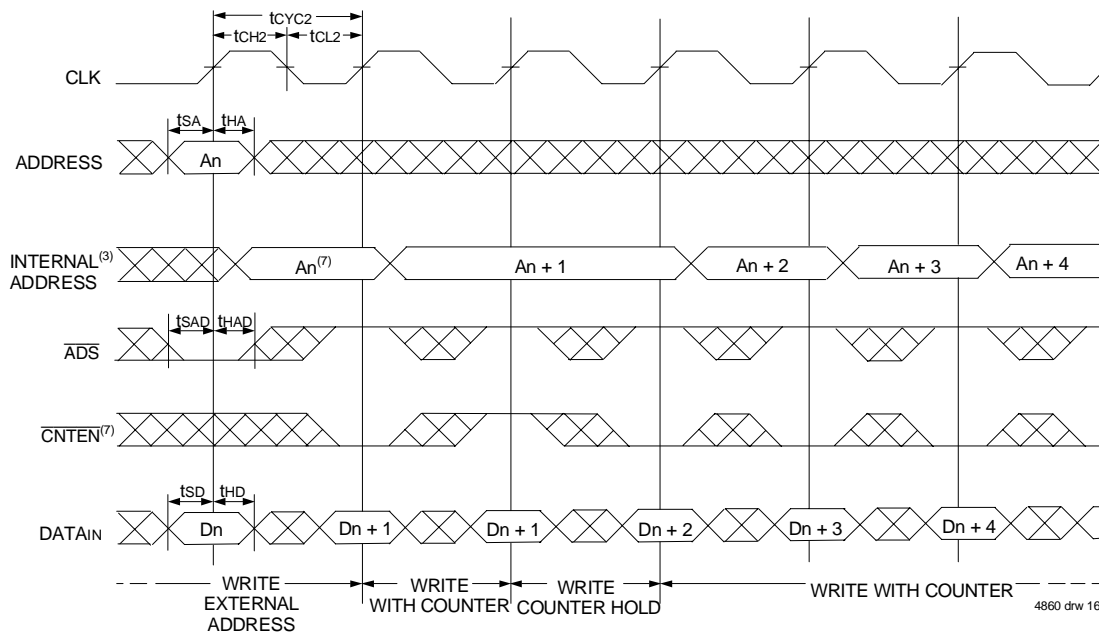 tCYC2
tCH2 tCL2
CLK
tSA tHA
ADDRESS An
INTERNAL(3)
ADDRESS
An(7) An + 1 An + 2 An + 3 An + 4
tSAD tHAD
ADS
CNTEN(7)
tSD tHD
DATAIN Dn Dn + 1 Dn + 1 Dn + 2 Dn + 3 Dn + 4
WRITE
EXTERNAL
ADDRESS
WRITE
WITH COUNTER
WRITE
COUNTER HOLD
WRITE WITH COUNTER
4860 drw 16